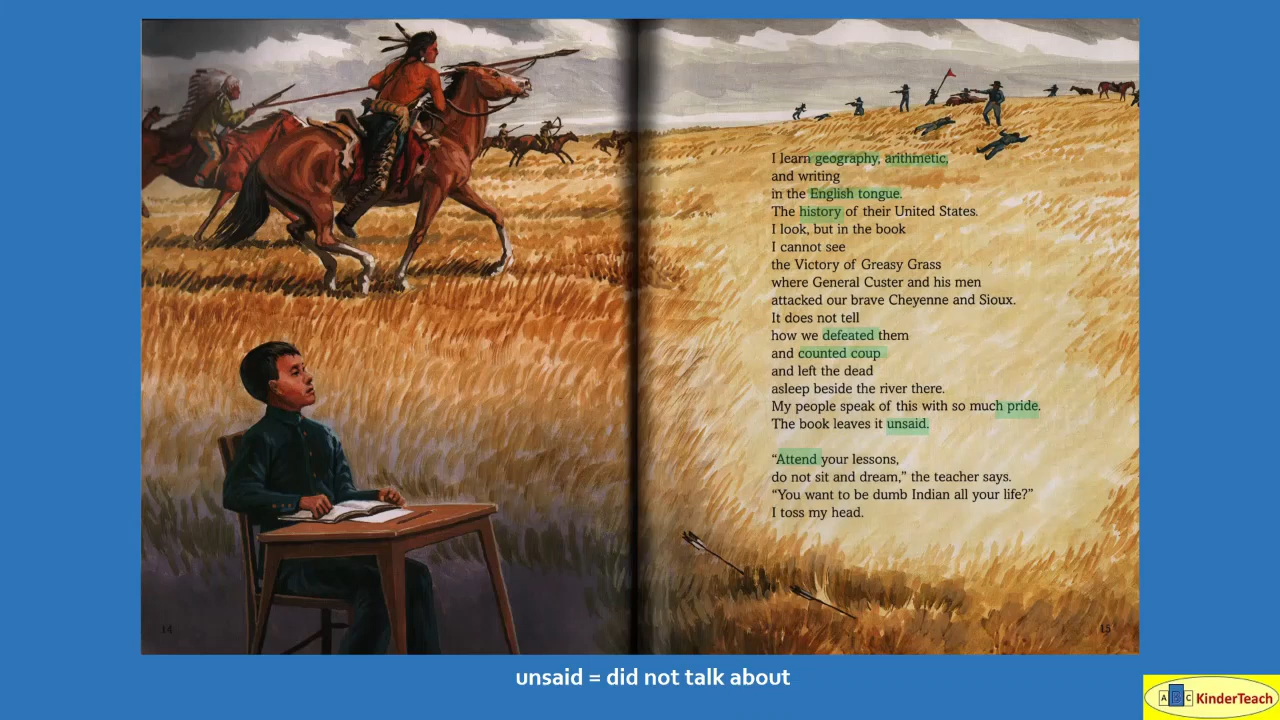 I learn geography, arithmetic,
and writing
in the English tongue.
The history of their United States.
I look, but in the book
I cannot see
the Victory of Greasy Grass
where General Custer and his men
attacked our brave Cheyenne and Sioux.
It does not tell
how we defeated them
and counted coup
and left the dead
asleep beside the river there.
My people speak of this with so much pride.
The book leaves it unsaid.
“Attend your lessons,
do not sit and dream,” the teacher says.
“You want to be dumb Indian all your life?”
I toss my head.
14
15
unsaid = did not talk about
ABC KinderTeach